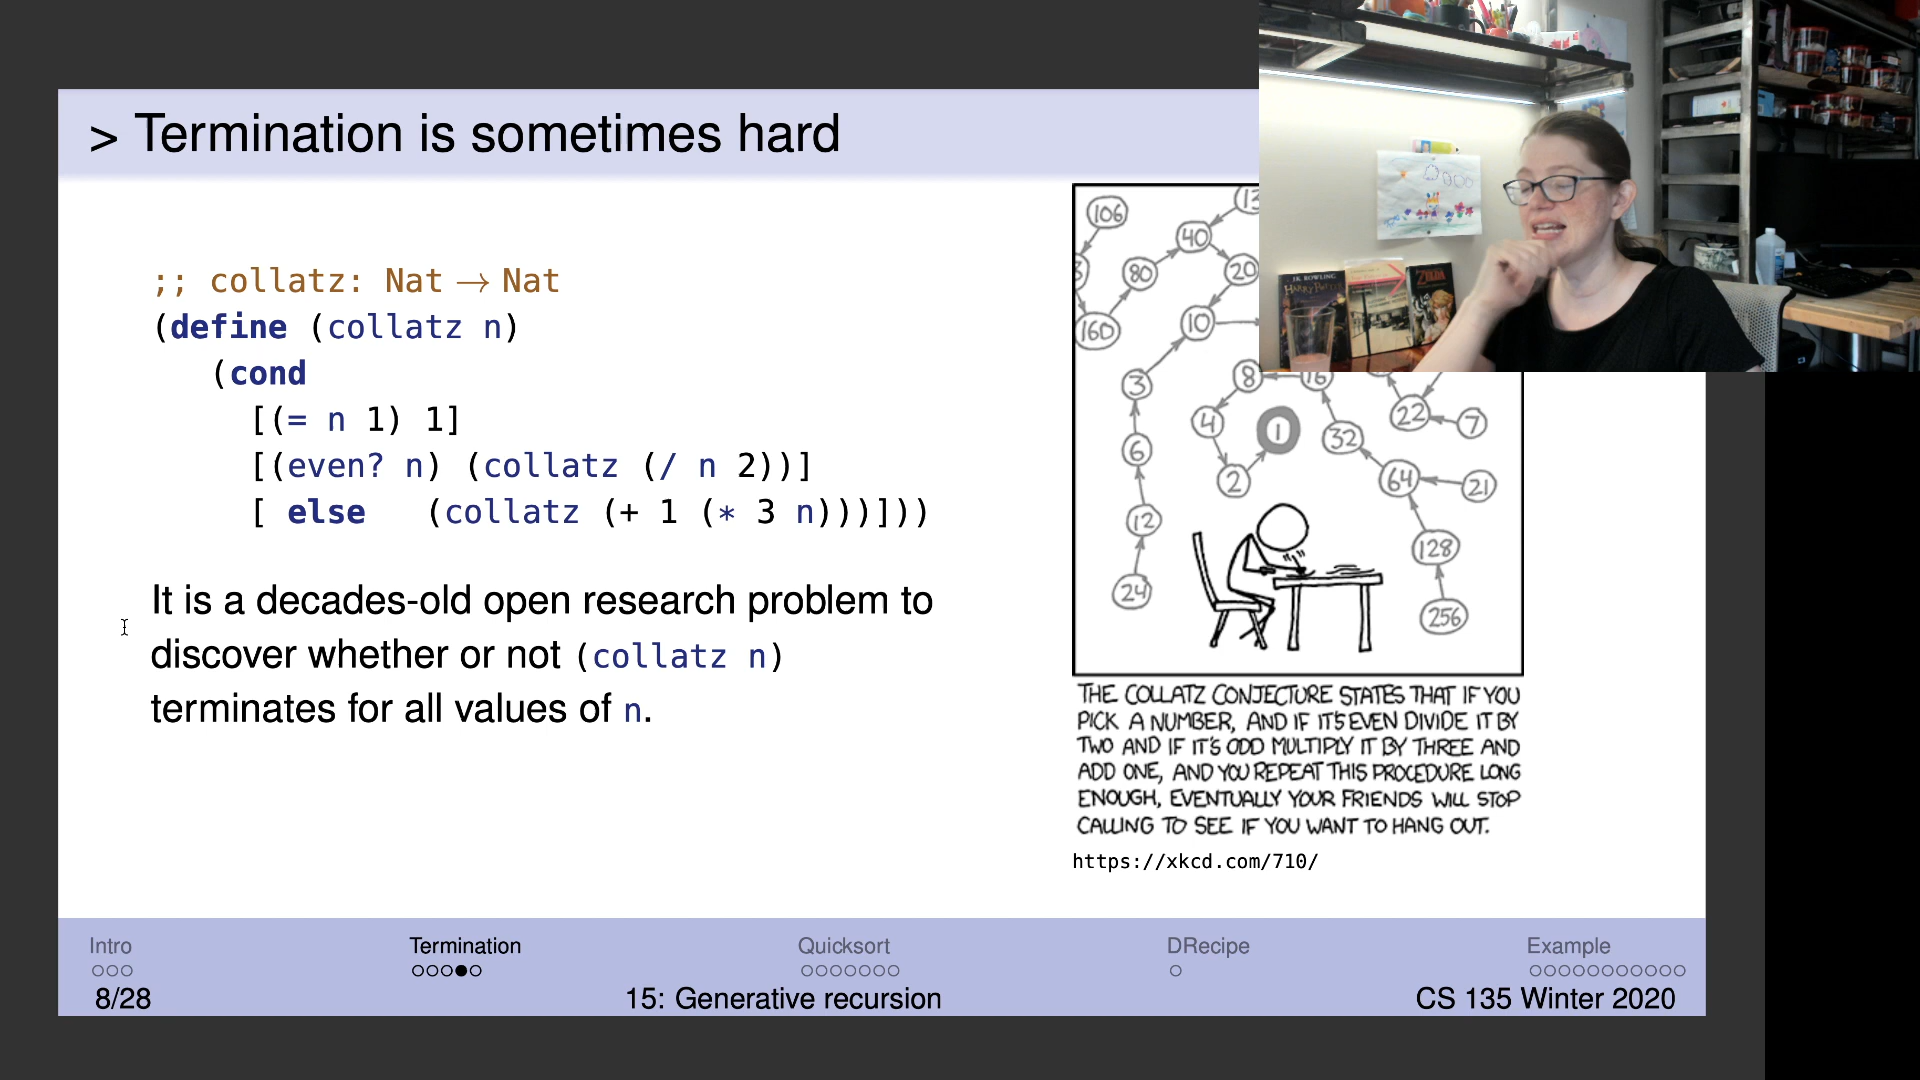 > Termination is sometimes hard
;; collatz: Nat → Nat
(define (collatz n)
(cond
[(= n 1) 1]
[(even? n) (collatz (/ n 2))]
[ else (collatz (+ 1 (* 3 n)))]))
It is a decades-old open research problem to
discover whether or not (collatz n)
terminates for all values of n.
106
13
40
80
20
160
10
3
8
16
4
1
32
22
7
6
2
64
21
12
128
24
256
THE COLLATZ CONJECTURE STATES THAT IF YOU
PICK A NUMBER, AND IF IT'S EVEN DIVIDE IT BY
TWO AND IF IT'S ODD MULTIPLY IT BY THREE AND
ADD ONE, AND YOU REPEAT THIS PROCEDURE LONG
ENOUGH, EVENTUALLY YOUR FRIENDS WILL STOP
CALLING TO SEE IF YOU WANT TO HANG OUT.
https://xkcd.com/710/
J.K. ROWLING
HARRY POTTER
ZELDA
Intro
Termination
Quicksort
DRecipe
Example
8/28
15: Generative recursion
CS 135 Winter 2020